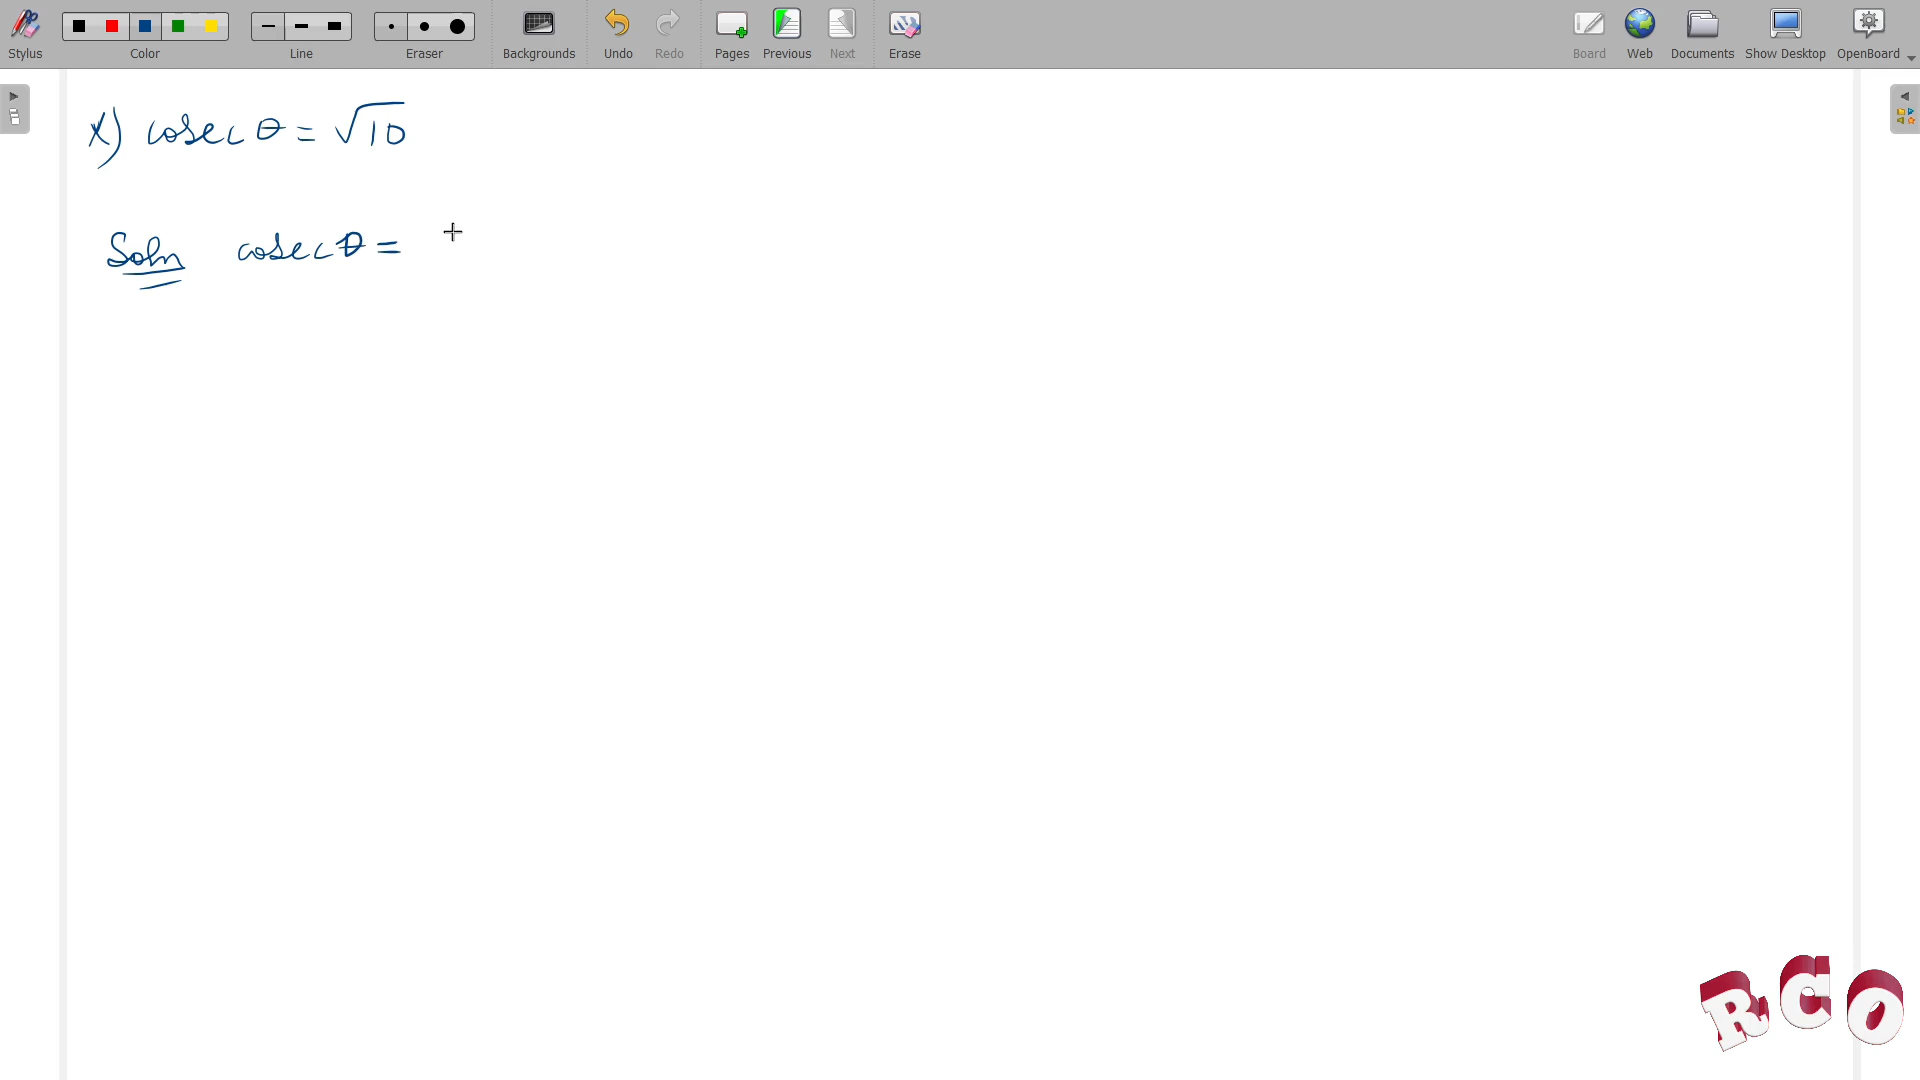 Stylus Color Line Eraser Backgrounds Undo Redo Pages Previous Next Erase Board Web Documents Show Desktop OpenBoard
x) cosec θ = √10
Soln cosec θ =
RCO